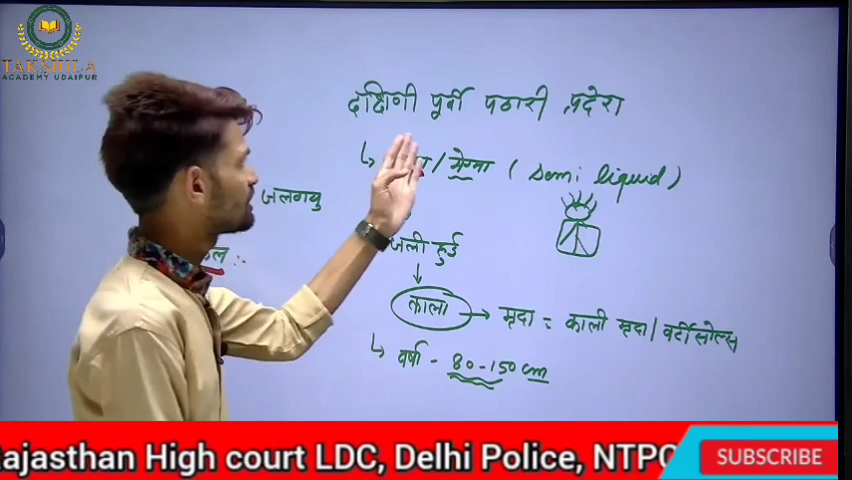 TAKSHILA
ACADEMY UDAIPUR
दक्षिणी पूर्वी पठारी प्रदेश
/ मेग्मा ( Semi liquid )
जलवायु
जली हुई
काला → मृदा : काली मृदा / वर्टीसोल्स
वर्षा - 80-150 cm
Rajasthan High court LDC, Delhi Police, NTPC
SUBSCRIBE